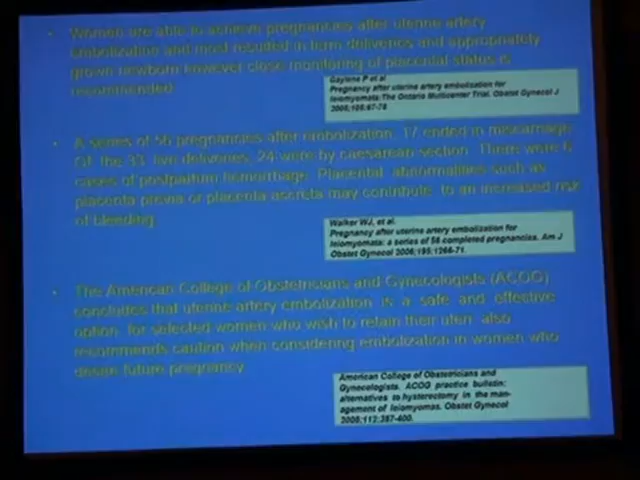 • Women are able to achieve pregnancies after uterine artery
embolization and most resulted in term deliveries and appropriately
grown newborn however close monitoring of placental status is
recommended
Pregnancy after uterine artery embolization for
leiomyomata: The Ontario Multicenter Trial. Obstet Gynecol J
• A series of 56 pregnancies after embolization, 17 ended in miscarriage
Of the 33 live deliveries, 24 were by caesarean section. There were 6
cases of postpartum hemorrhage. Placental abnormalities such as
placenta previa or placenta accreta may contribute to an increased risk
of bleeding
Walker WJ, et al.
Pregnancy after uterine artery embolization for
leiomyomata: a series of 56 completed pregnancies. Am J
Obstet Gynecol 2006;195:1266-71.
• The American College of Obstetricians and Gynecologists (ACOG)
concludes that uterine artery embolization is a safe and effective
option for selected women who wish to retain their uteri also
recommends caution when considering embolization in women who
desire future pregnancy
American College of Obstetricians and
Gynecologists. ACOG practice bulletin:
alternatives to hysterectomy in the man-
agement of leiomyomas. Obstet Gynecol
2008;112:387-400.